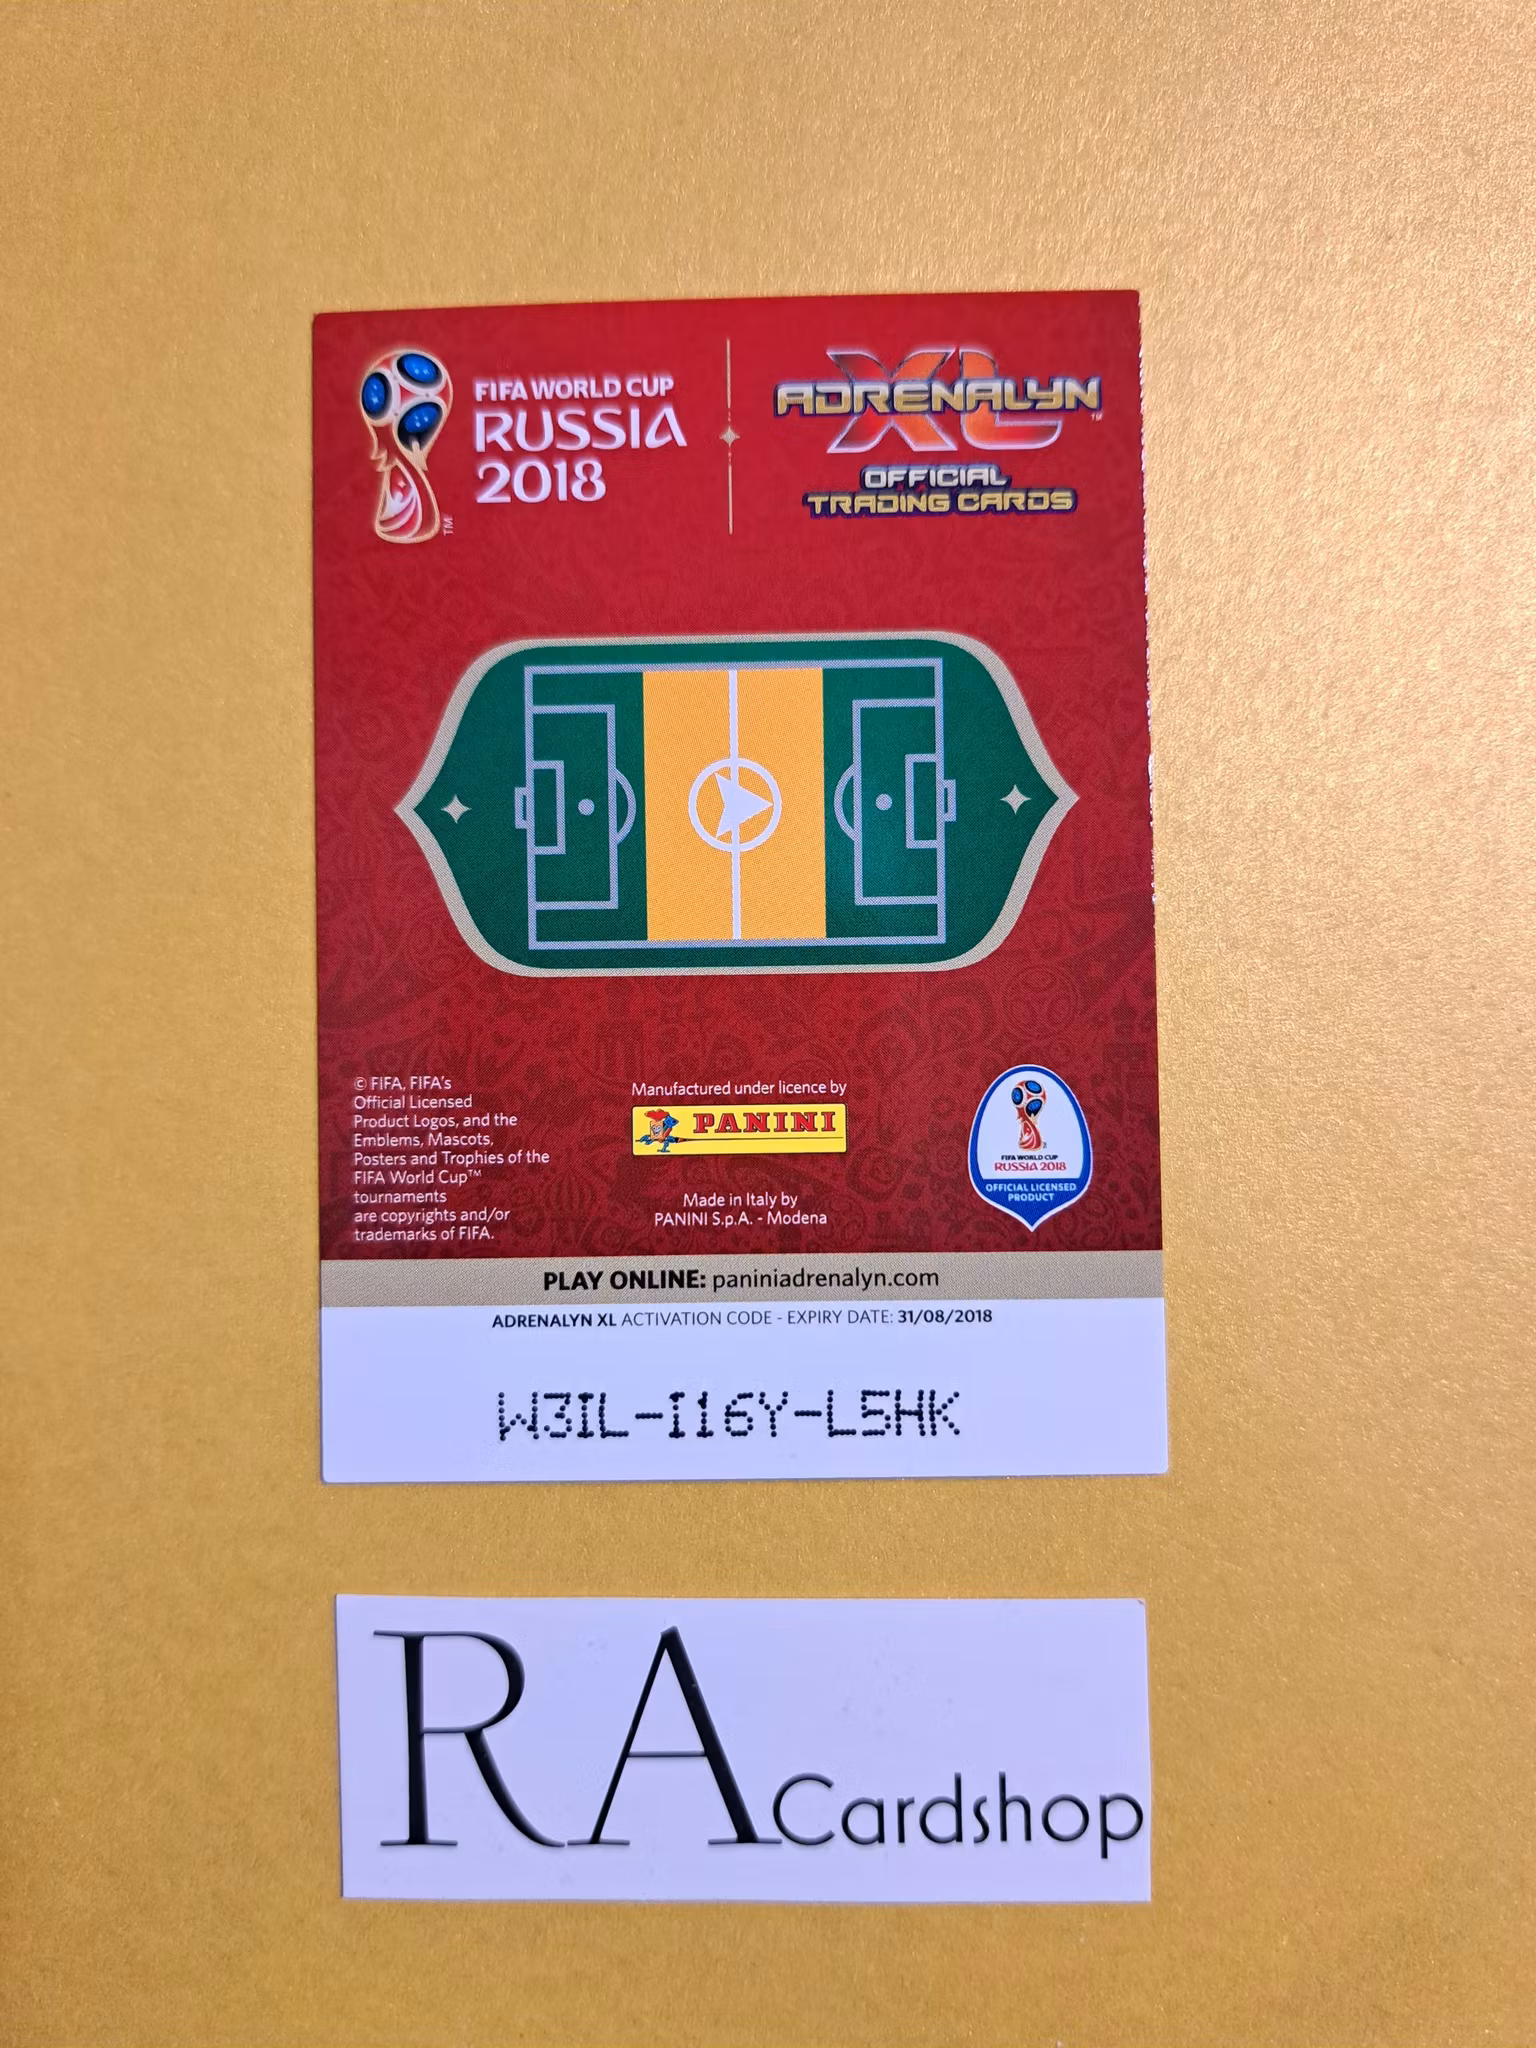 FIFA WORLD CUP
RUSSIA
2018
TM
ADRENALYN
XL
TM
OFFICIAL
TRADING CARDS
© FIFA, FIFA's
Official Licensed
Product Logos, and the
Emblems, Mascots,
Posters and Trophies of the
FIFA World Cup™
tournaments
are copyrights and/or
trademarks of FIFA.
Manufactured under licence by
PANINI
Made in Italy by
PANINI S.p.A. - Modena
FIFA WORLD CUP
RUSSIA 2018
OFFICIAL LICENSED
PRODUCT
PLAY ONLINE: paniniadrenalyn.com
ADRENALYN XL ACTIVATION CODE - EXPIRY DATE: 31/08/2018
W3IL-I16Y-L5HK
RA Cardshop